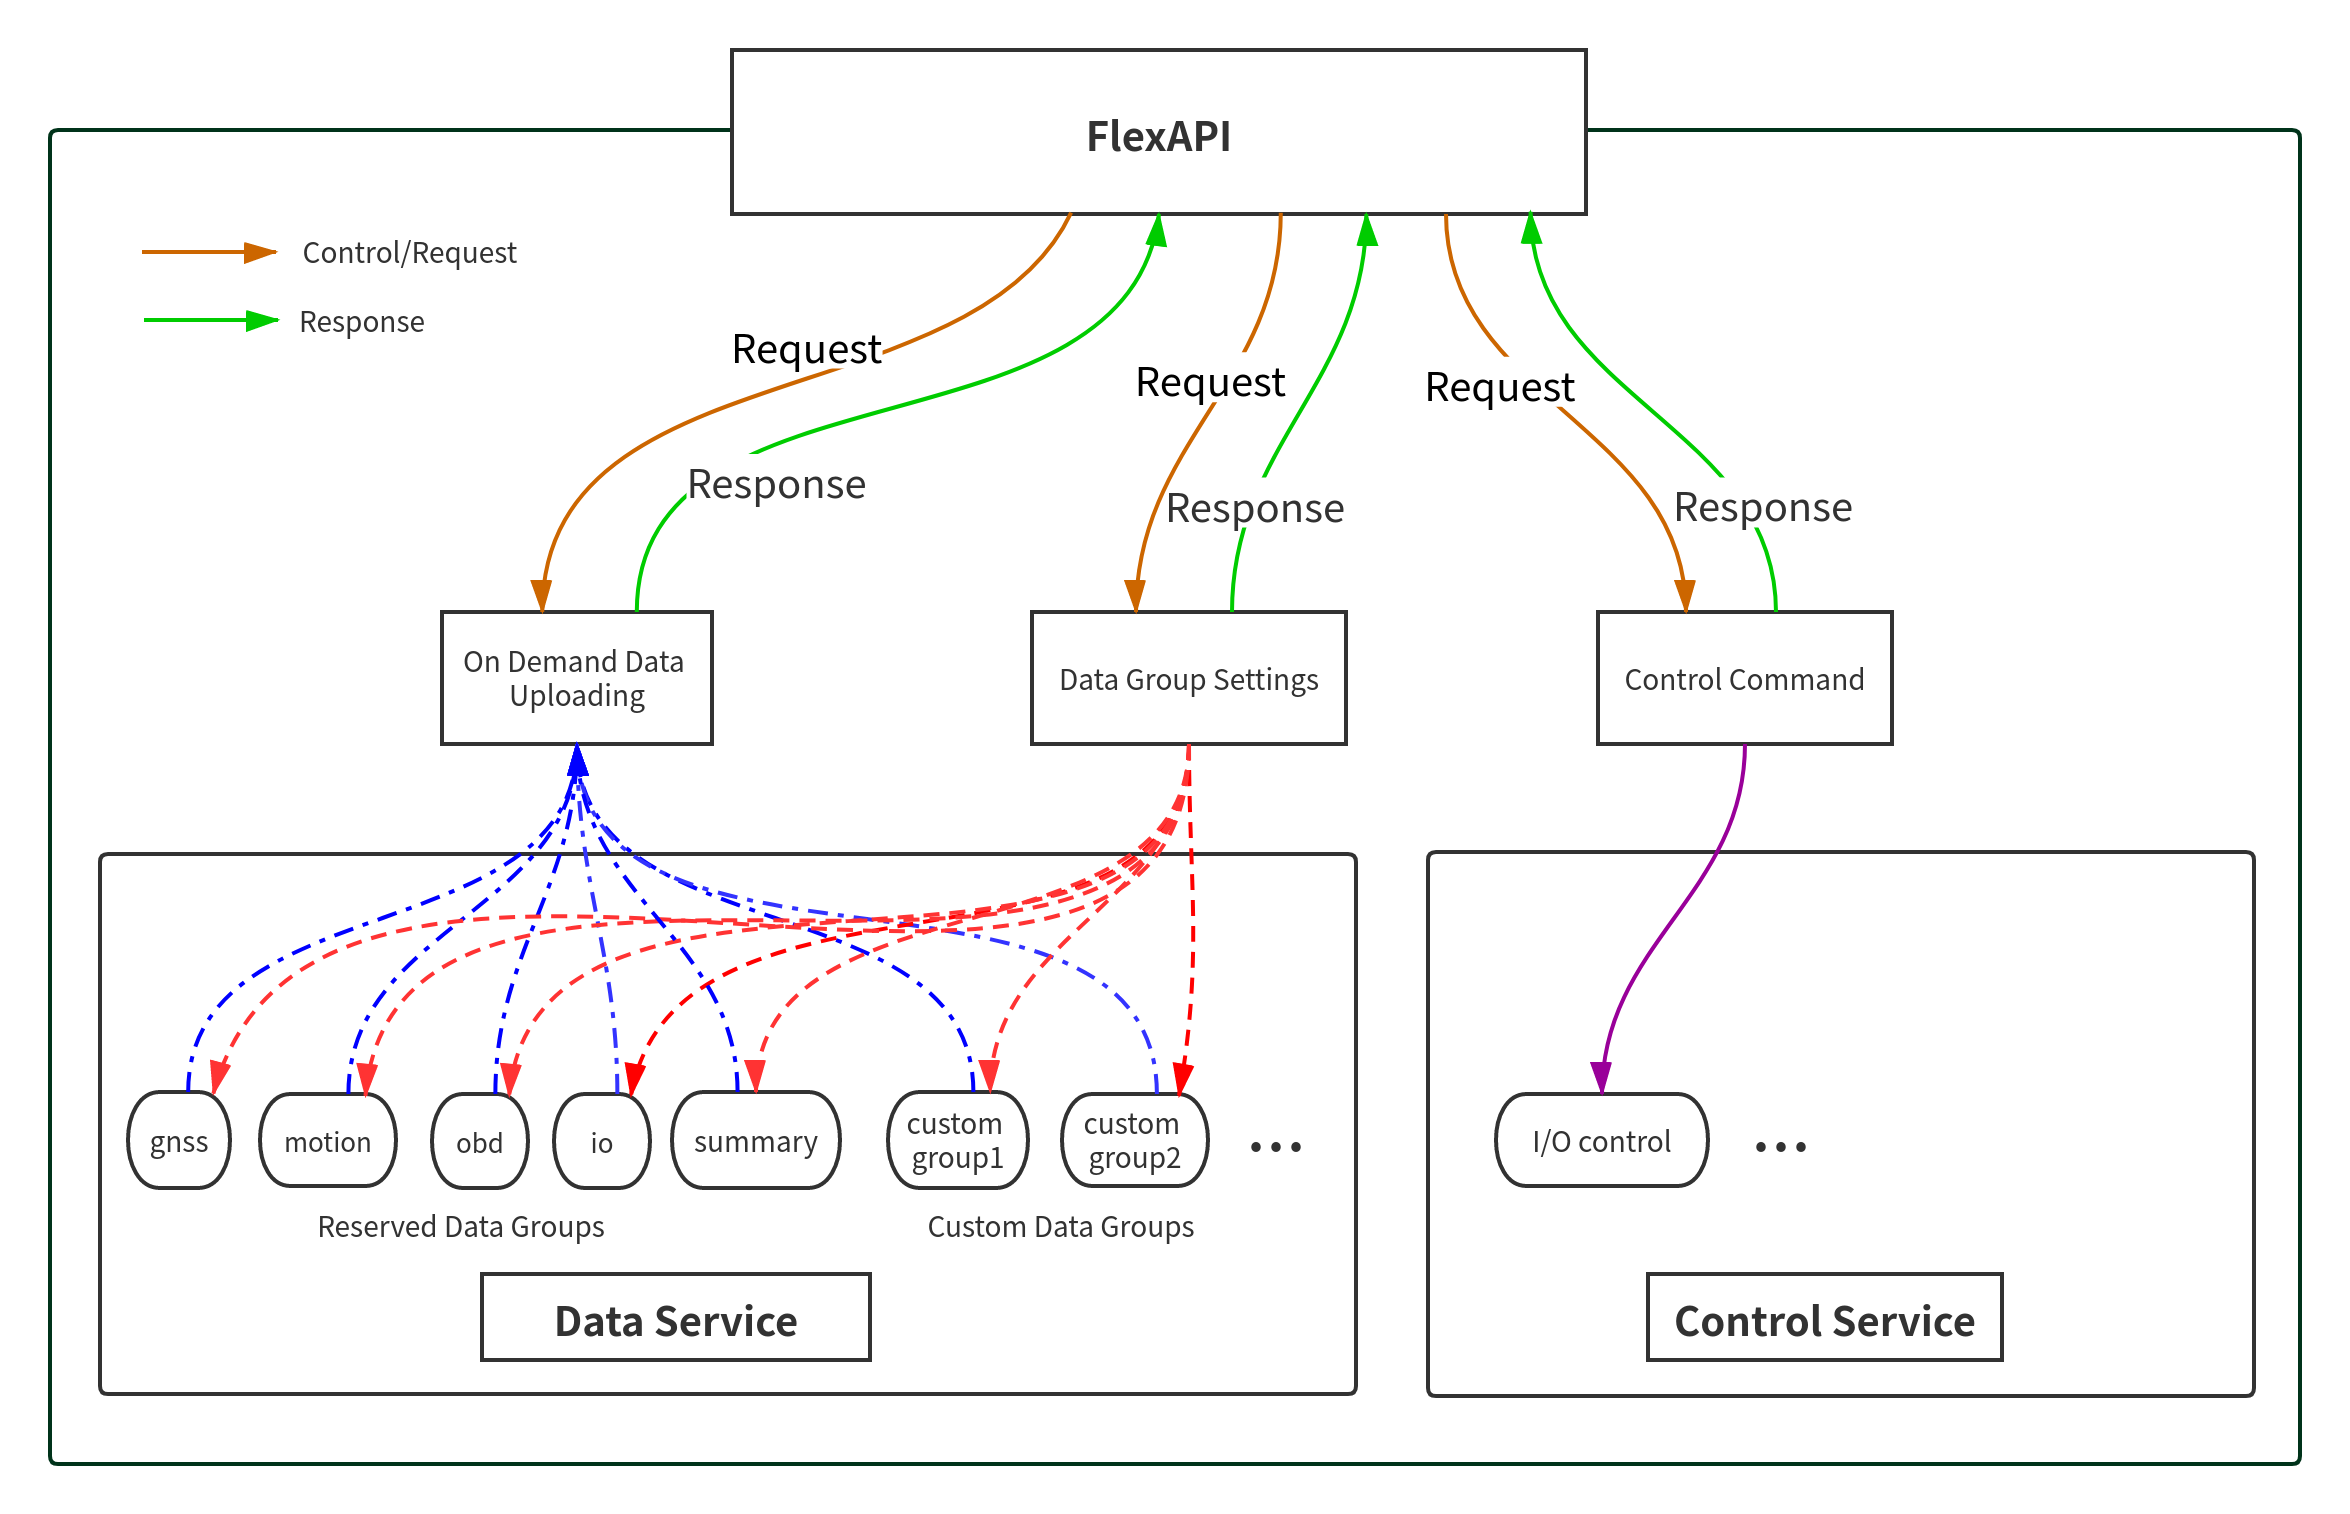 FlexAPI
Control/Request
Response
Request
Request
Request
Response
Response
Response
On Demand Data
Uploading
Data Group Settings
Control Command
gnss
motion
obd
io
summary
custom
group1
custom
group2
...
I/O control
...
Reserved Data Groups
Custom Data Groups
Data Service
Control Service